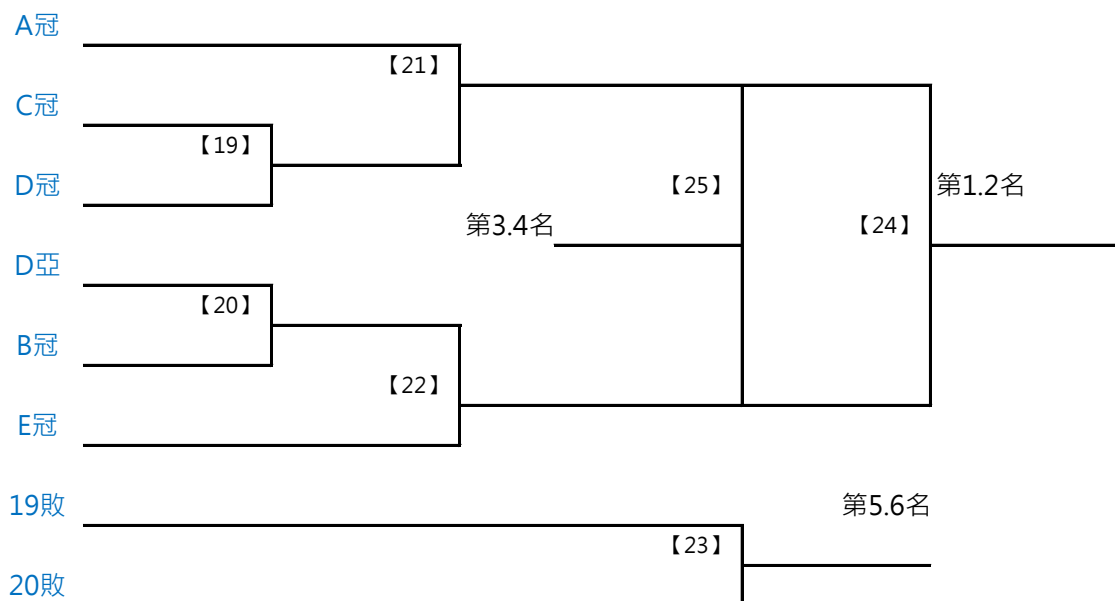 A冠
【21】
C冠
【19】
D冠
【25】
第1.2名
第3.4名
【24】
D亞
【20】
B冠
【22】
E冠
19敗
第5.6名
【23】
20敗